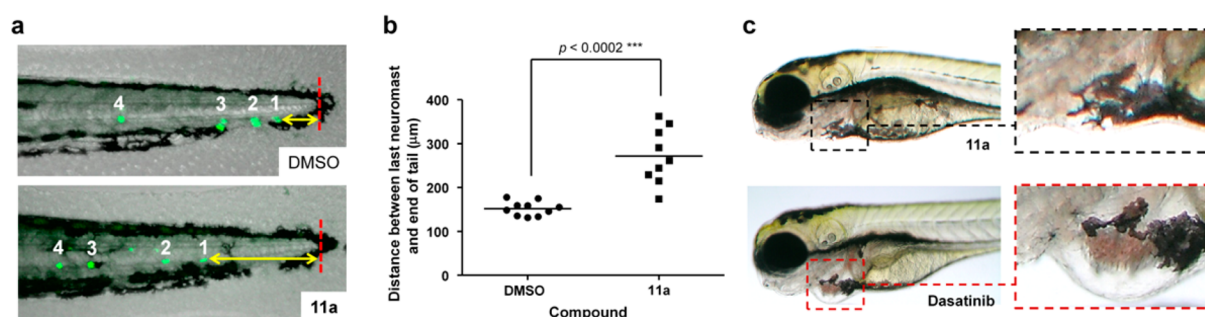 a
4 3 2 1
DMSO
4 3 2 1
11a
b
p < 0.0002 ***
Distance between last neuromast
and end of tail (µm)
400
300
200
100
0
DMSO 11a
Compound
c
11a
Dasatinib